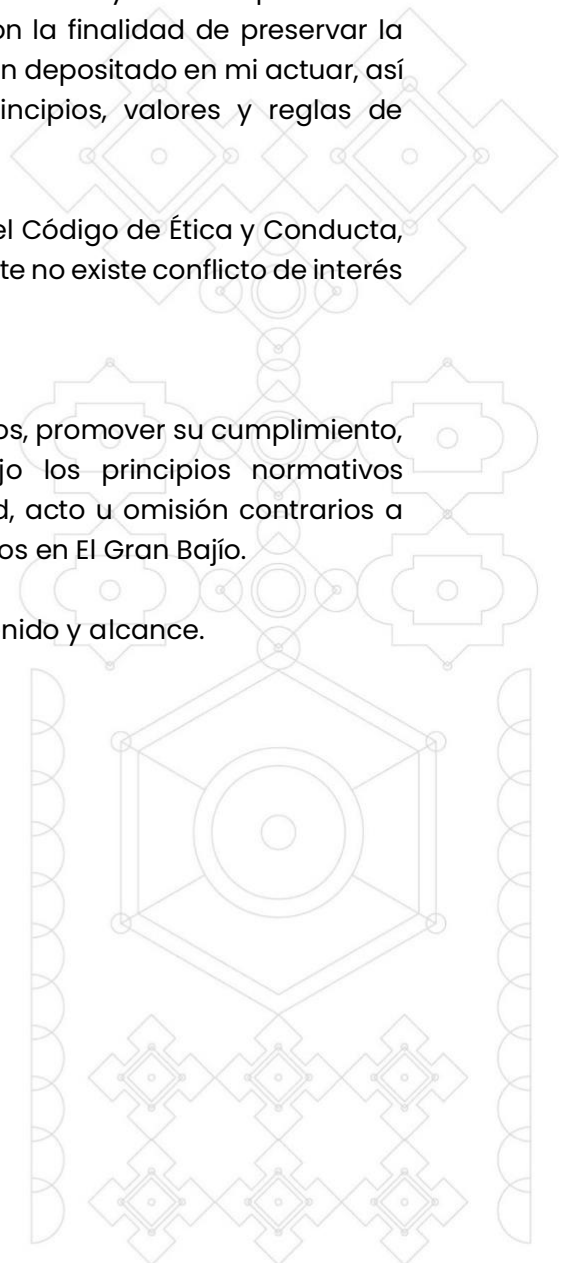 on la finalidad de preservar la
n depositado en mi actuar, así
incipios, valores y reglas de
el Código de Ética y Conducta,
te no existe conflicto de interés
os, promover su cumplimiento,
jo los principios normativos
d, acto u omisión contrarios a
os en El Gran Bajío.
nido y alcance.